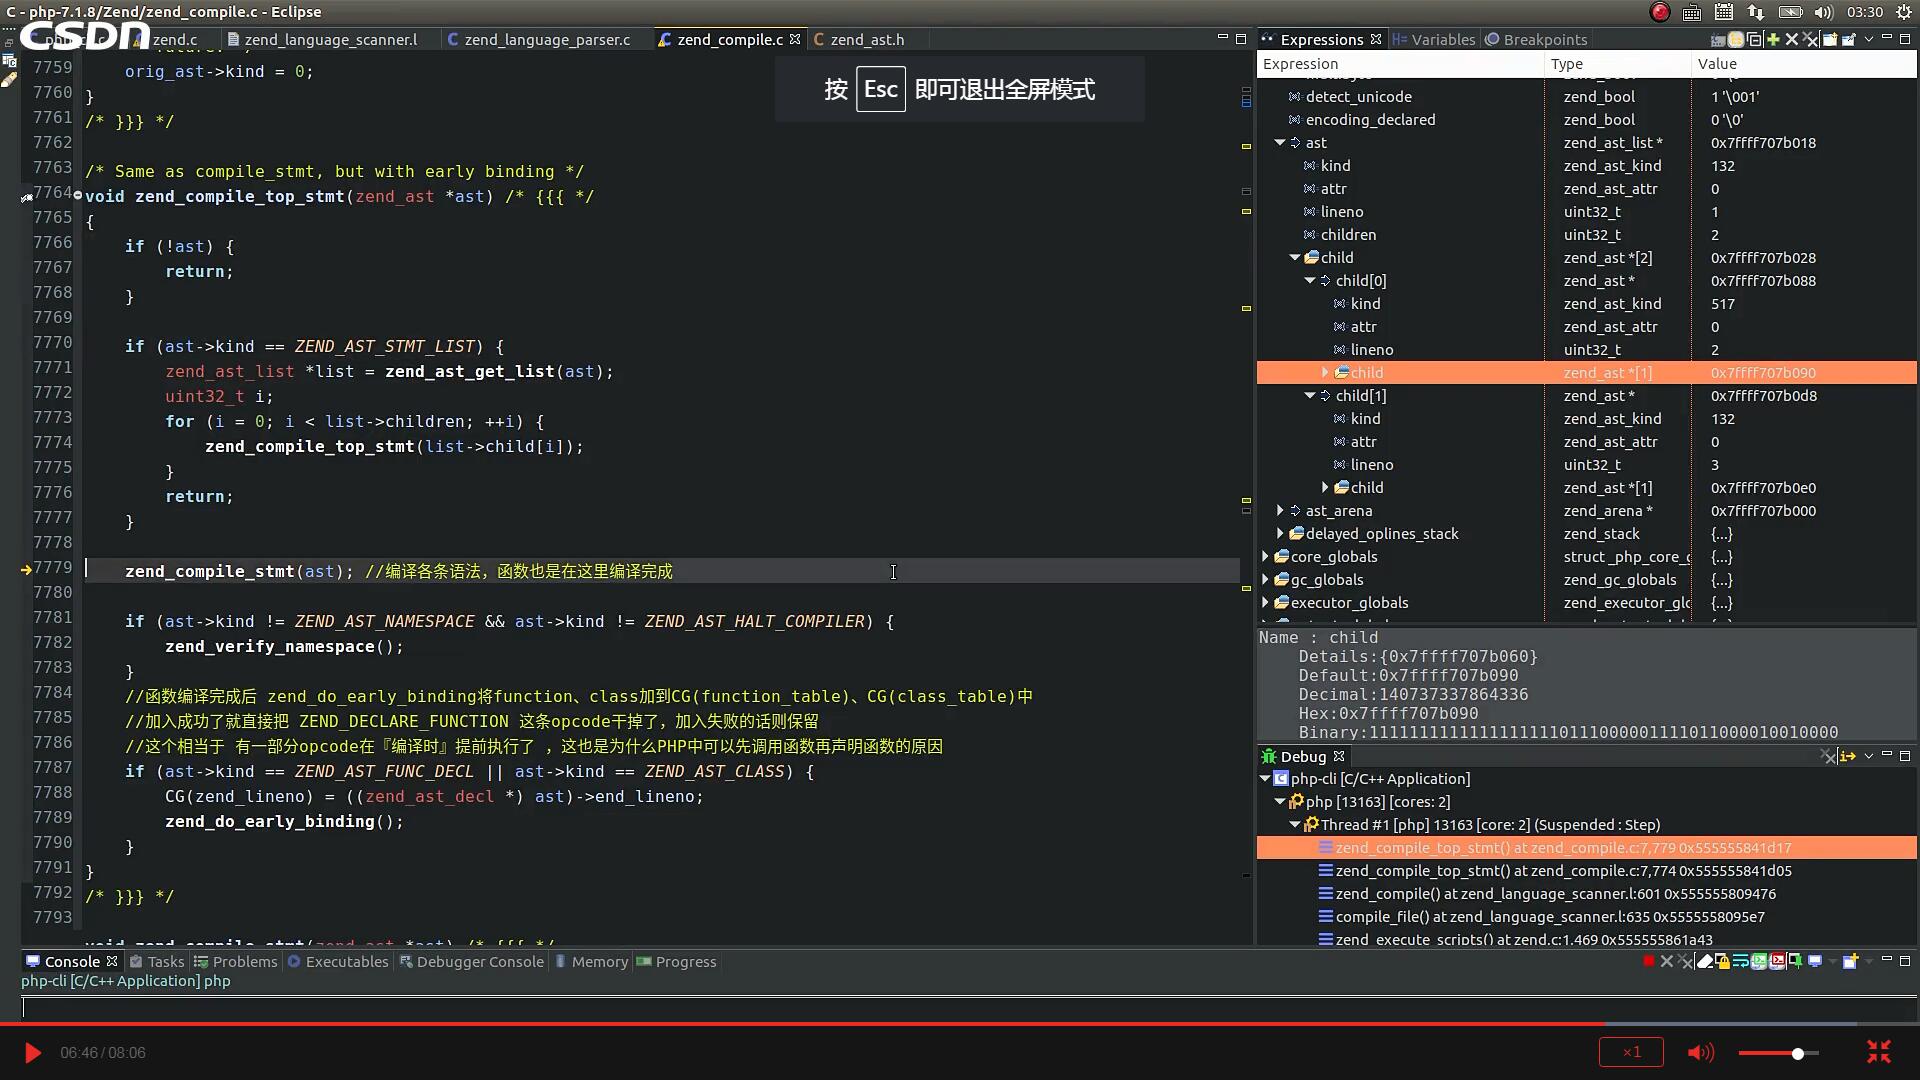 C - php-7.1.8/Zend/zend_compile.c - Eclipse
03:30
CSDN
zend.c
zend_language_scanner.l
zend_language_parser.c
zend_compile.c
zend_ast.h
按 Esc 即可退出全屏模式
7759 orig_ast->kind = 0;
7760 }
7761 /* }}} */
7762
7763 /* Same as compile_stmt, but with early binding */
7764 void zend_compile_top_stmt(zend_ast *ast) /* {{{ */
7765 {
7766 if (!ast) {
7767 return;
7768 }
7769
7770 if (ast->kind == ZEND_AST_STMT_LIST) {
7771 zend_ast_list *list = zend_ast_get_list(ast);
7772 uint32_t i;
7773 for (i = 0; i < list->children; ++i) {
7774 zend_compile_top_stmt(list->child[i]);
7775 }
7776 return;
7777 }
7778
7779 zend_compile_stmt(ast); //编译各条语法，函数也是在这里编译完成
7780
7781 if (ast->kind != ZEND_AST_NAMESPACE && ast->kind != ZEND_AST_HALT_COMPILER) {
7782 zend_verify_namespace();
7783 }
7784 //函数编译完成后 zend_do_early_binding将function、class加到CG(function_table)、CG(class_table)中
7785 //加入成功了就直接把 ZEND_DECLARE_FUNCTION 这条opcode干掉了，加入失败的话则保留
7786 //这个相当于 有一部分opcode在『编译时』提前执行了 ，这也是为什么PHP中可以先调用函数再声明函数的原因
7787 if (ast->kind == ZEND_AST_FUNC_DECL || ast->kind == ZEND_AST_CLASS) {
7788 CG(zend_lineno) = ((zend_ast_decl *) ast)->end_lineno;
7789 zend_do_early_binding();
7790 }
7791 }
7792 /* }}} */
7793
void zend_compile_stmt(zend_ast *ast) /* {{{ */
Expressions Variables Breakpoints
Expression Type Value
detect_unicode zend_bool 1 '\001'
encoding_declared zend_bool 0 '\0'
ast zend_ast_list * 0x7ffff707b018
kind zend_ast_kind 132
attr zend_ast_attr 0
lineno uint32_t 1
children uint32_t 2
child zend_ast *[2] 0x7ffff707b028
child[0] zend_ast * 0x7ffff707b088
kind zend_ast_kind 517
attr zend_ast_attr 0
lineno uint32_t 2
child zend_ast *[1] 0x7ffff707b090
child[1] zend_ast * 0x7ffff707b0d8
kind zend_ast_kind 132
attr zend_ast_attr 0
lineno uint32_t 3
child zend_ast *[1] 0x7ffff707b0e0
ast_arena zend_arena * 0x7ffff707b000
delayed_oplines_stack zend_stack {...}
core_globals struct _php_core_g {...}
gc_globals zend_gc_globals {...}
executor_globals zend_executor_glo {...}
Name : child
Details:{0x7ffff707b060}
Default:0x7ffff707b090
Decimal:140737337864336
Hex:0x7ffff707b090
Debug
php-cli [C/C++ Application]
php [13163] [cores: 2]
Thread #1 [php] 13163 [core: 2] (Suspended : Step)
zend_compile_top_stmt() at zend_compile.c:7,779 0x555555841d17
zend_compile_top_stmt() at zend_compile.c:7,774 0x555555841d05
zend_compile() at zend_language_scanner.l:601 0x555555809476
compile_file() at zend_language_scanner.l:635 0x5555558095e7
zend_execute_scripts() at zend.c:1,469 0x555555861a43
Console Tasks Problems Executables Debugger Console Memory Progress
php-cli [C/C++ Application] php
06:46 / 08:06
×1